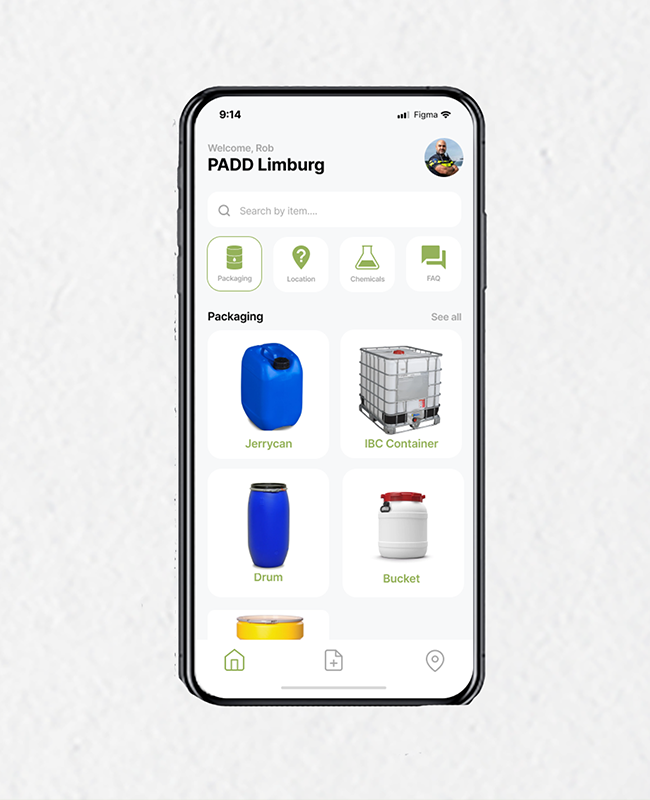 9:14 Figma
Welcome, Rob
PADD Limburg
Search by item....
Packaging Location Chemicals FAQ
Packaging See all
Jerrycan IBC Container
Drum Bucket